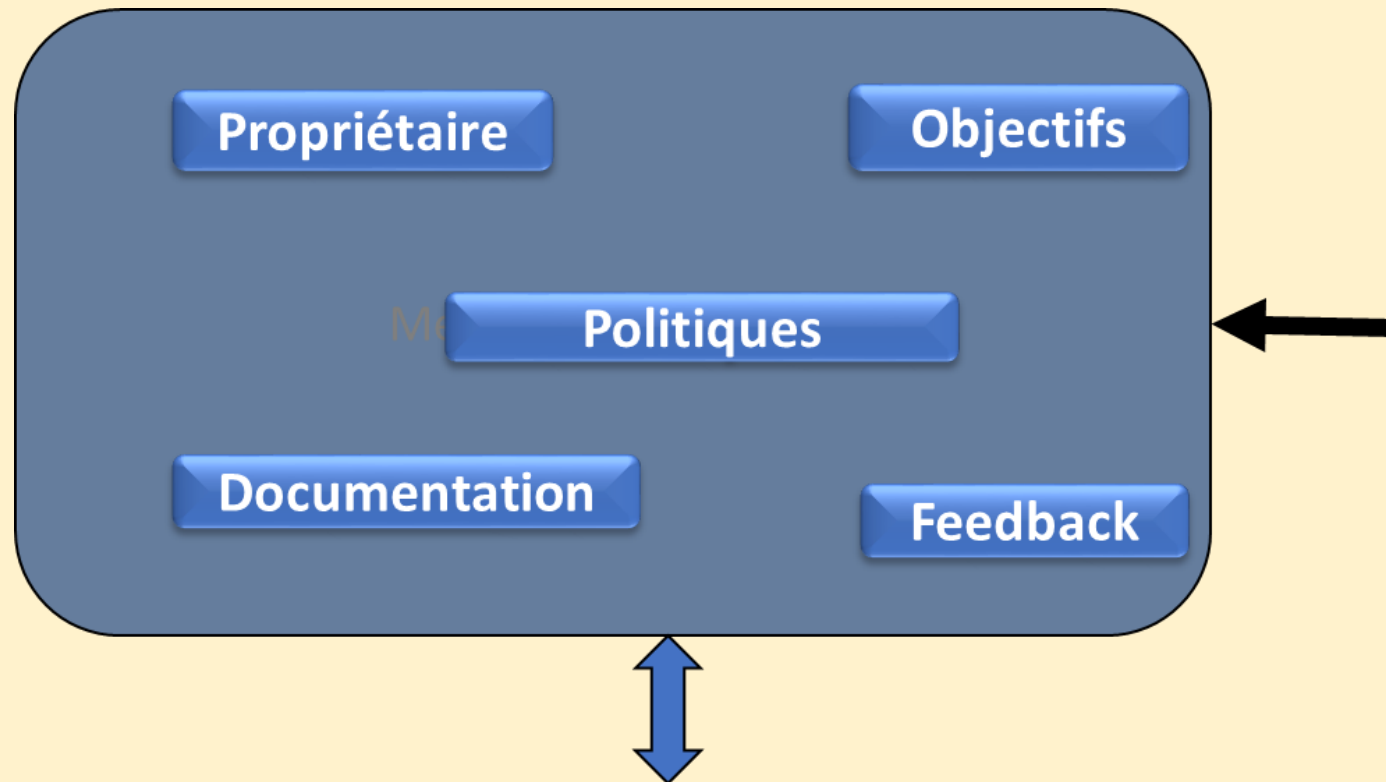 Propriétaire
Objectifs
Politiques
Documentation
Feedback